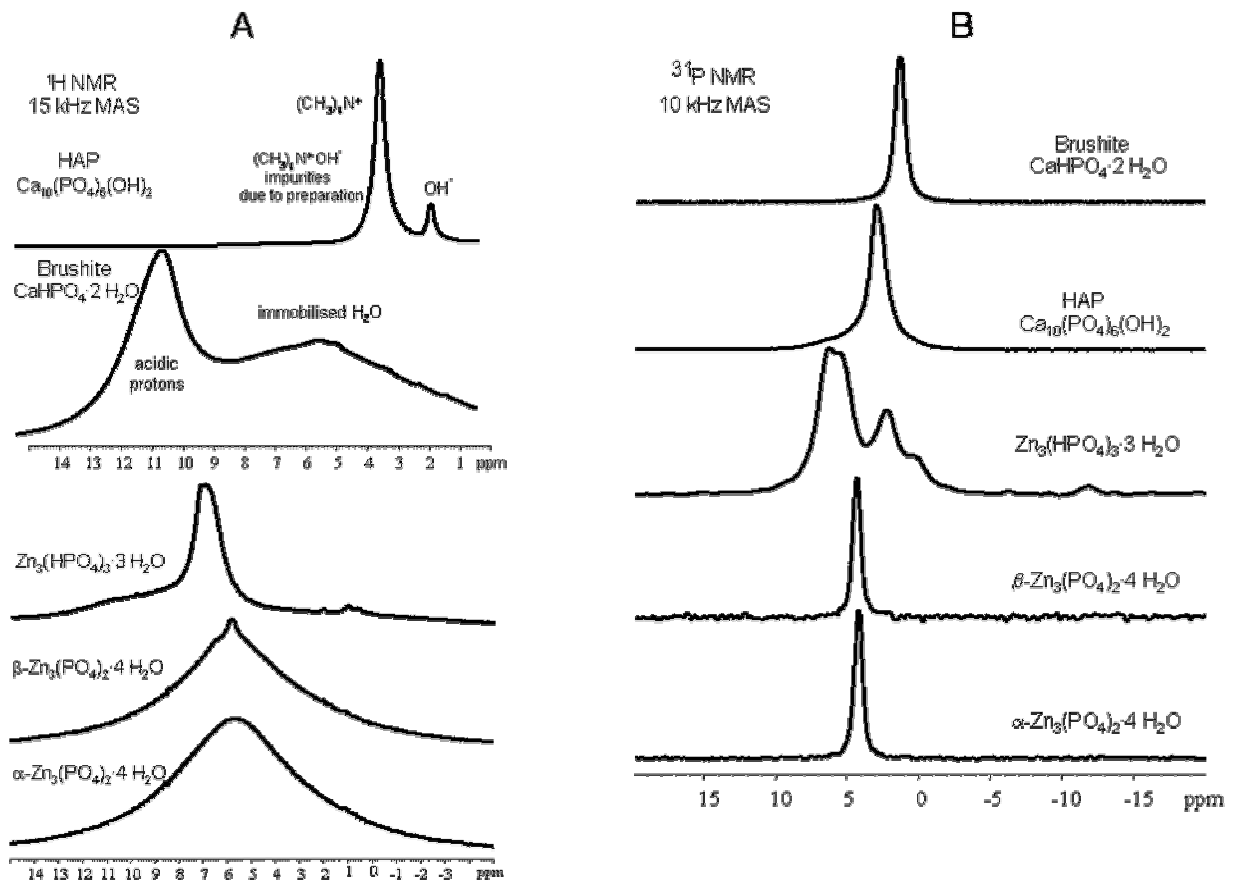 A
¹H NMR
15 kHz MAS
(CH₃)₄N⁺
HAP
Ca₁₀(PO₄)₆(OH)₂
(CH₃)₄N⁺OH⁻
impurities
due to preparation
OH⁻
Brushite
CaHPO₄·2 H₂O
immobilised H₂O
acidic
protons
14 13 12 11 10 9 8 7 6 5 4 3 2 1 ppm
Zn₃(HPO₄)₃·3 H₂O
β-Zn₃(PO₄)₂·4 H₂O
α-Zn₃(PO₄)₂·4 H₂O
14 13 12 11 10 9 8 7 6 5 4 3 2 1 0 -1 -2 -3 ppm
B
³¹P NMR
10 kHz MAS
Brushite
CaHPO₄·2 H₂O
HAP
Ca₁₀(PO₄)₆(OH)₂
Zn₃(HPO₄)₃·3 H₂O
β-Zn₃(PO₄)₂·4 H₂O
α-Zn₃(PO₄)₂·4 H₂O
15 10 5 0 -5 -10 -15 ppm